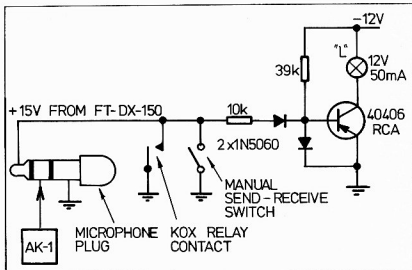 -12V
"L"
12V
50mA
39k
+15V FROM FT-DX-150
10k
40406
RCA
2x1N5060
MANUAL
SEND-RECEIVE
SWITCH
MICROPHONE
PLUG
KOX RELAY
CONTACT
AK-1